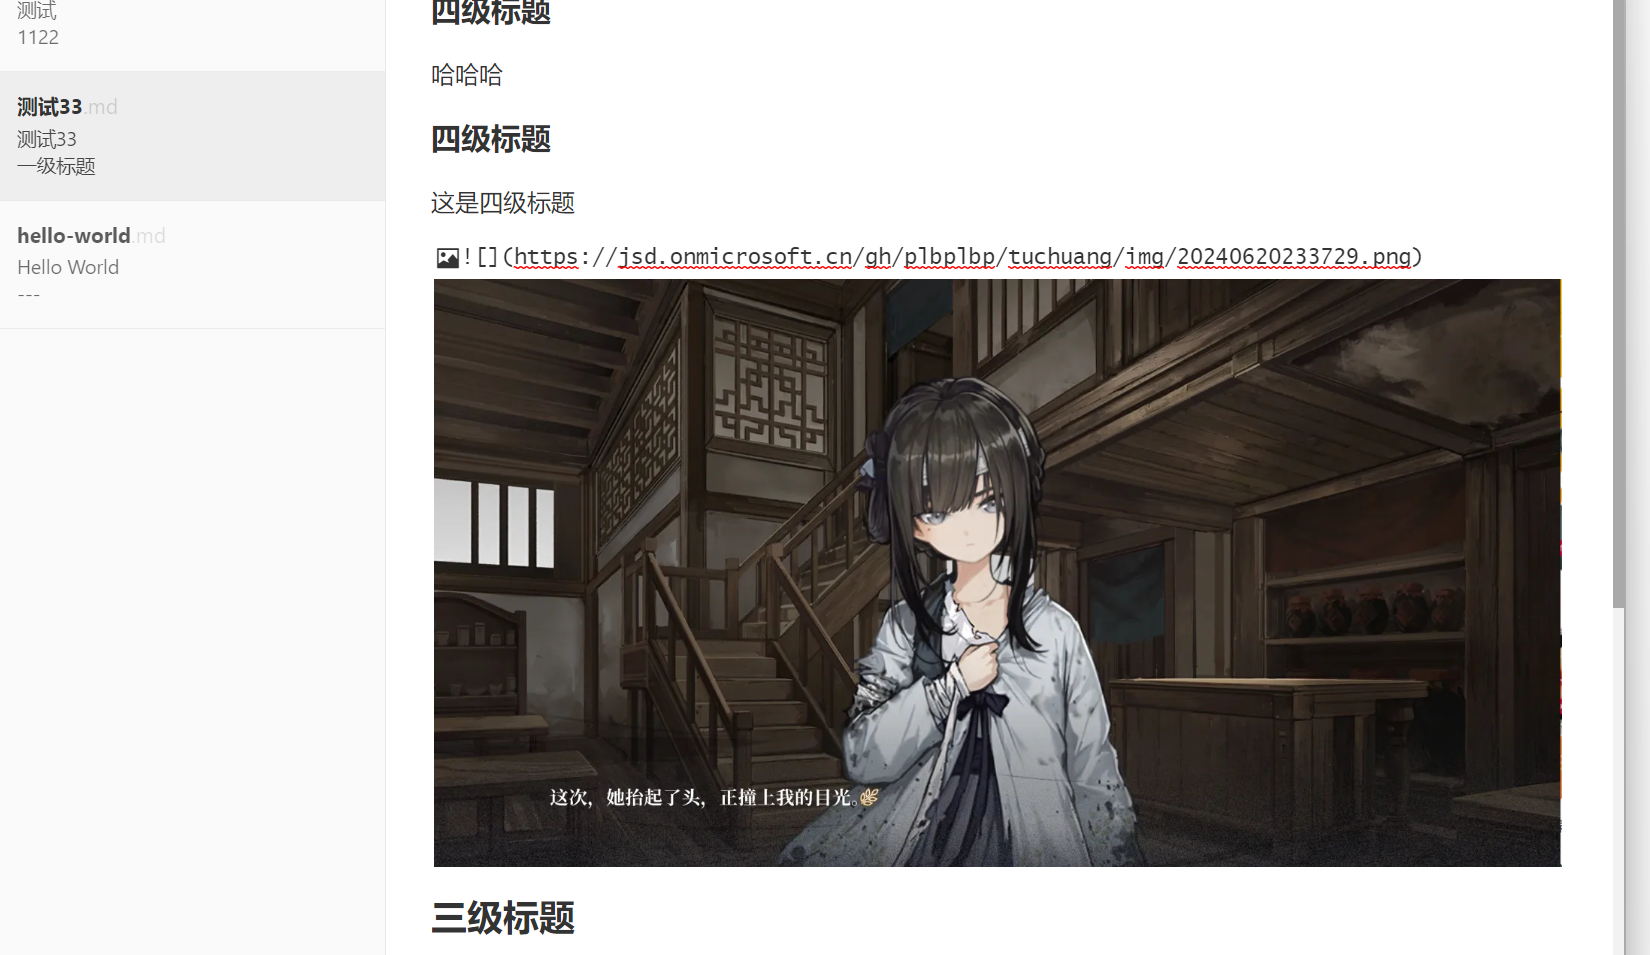 测试
1122
测试33.md
测试33
一级标题
hello-world.md
Hello World
---
四级标题
哈哈哈
四级标题
这是四级标题
![](https://jsd.onmicrosoft.cn/gh/plbplbp/tuchuang/img/20240620233729.png)
这次，她抬起了头，正撞上我的目光。
三级标题